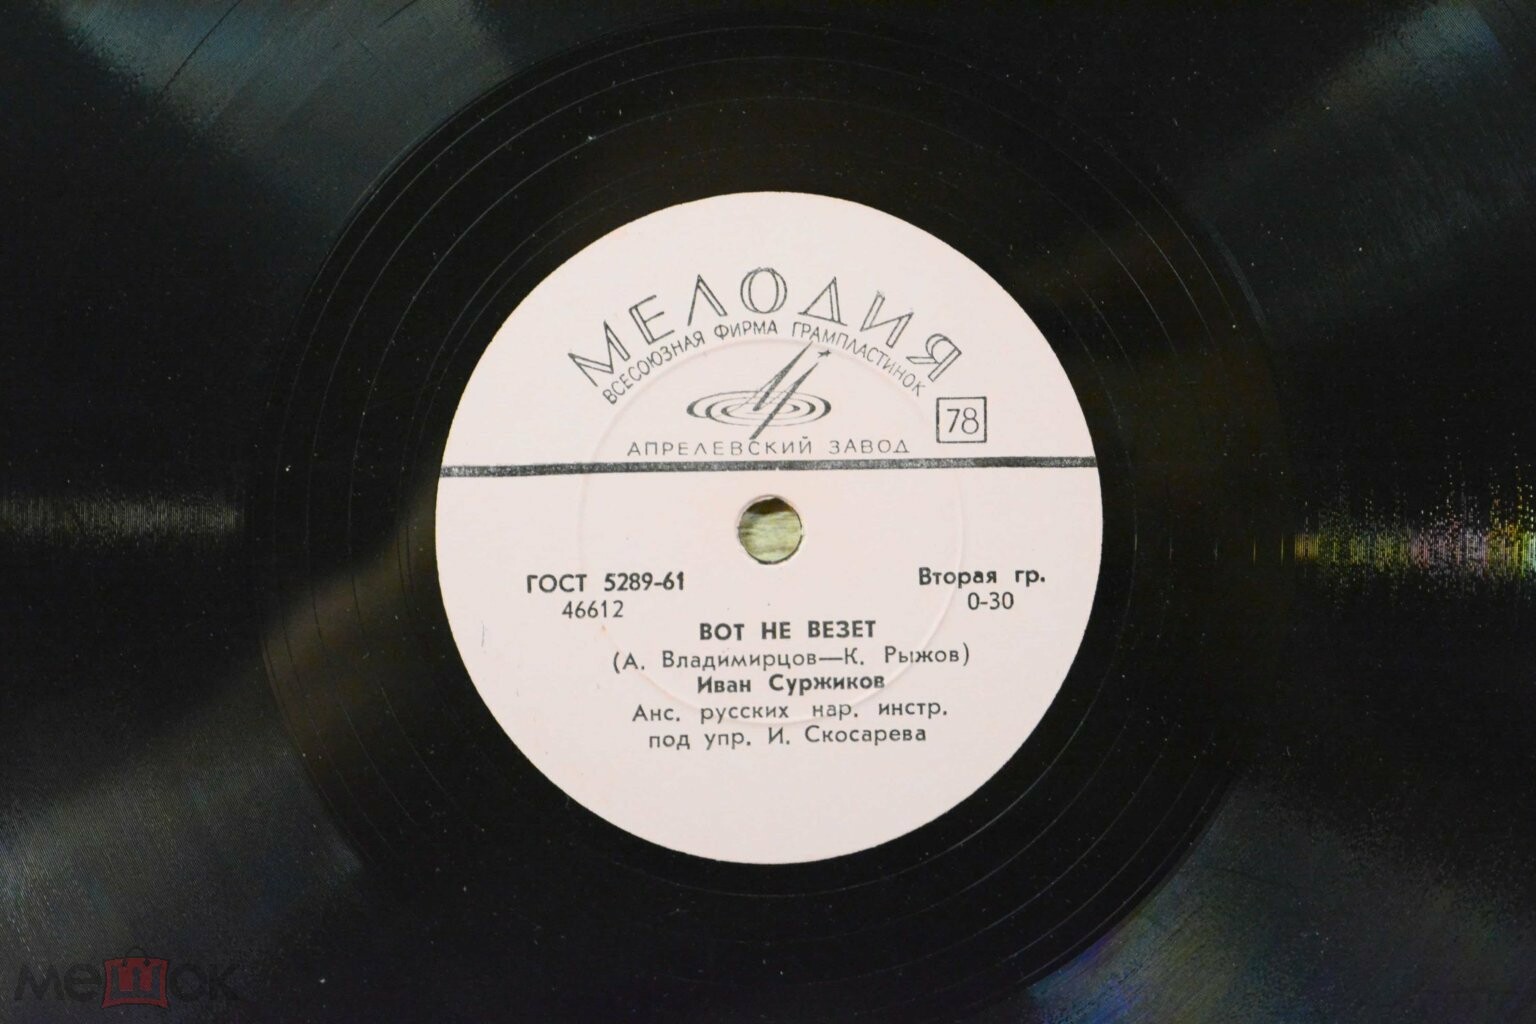 МЕЛОДИЯ
ВСЕСОЮЗНАЯ ФИРМА ГРАМПЛАСТИНОК
78
АПРЕЛЕВСКИЙ ЗАВОД
ГОСТ 5289-61
46612
Вторая гр.
0-30
ВОТ НЕ ВЕЗЕТ
(А. Владимирцов—К. Рыжов)
Иван Суржиков
Анс. русских нар. инстр.
под упр. И. Скосарева
мешок